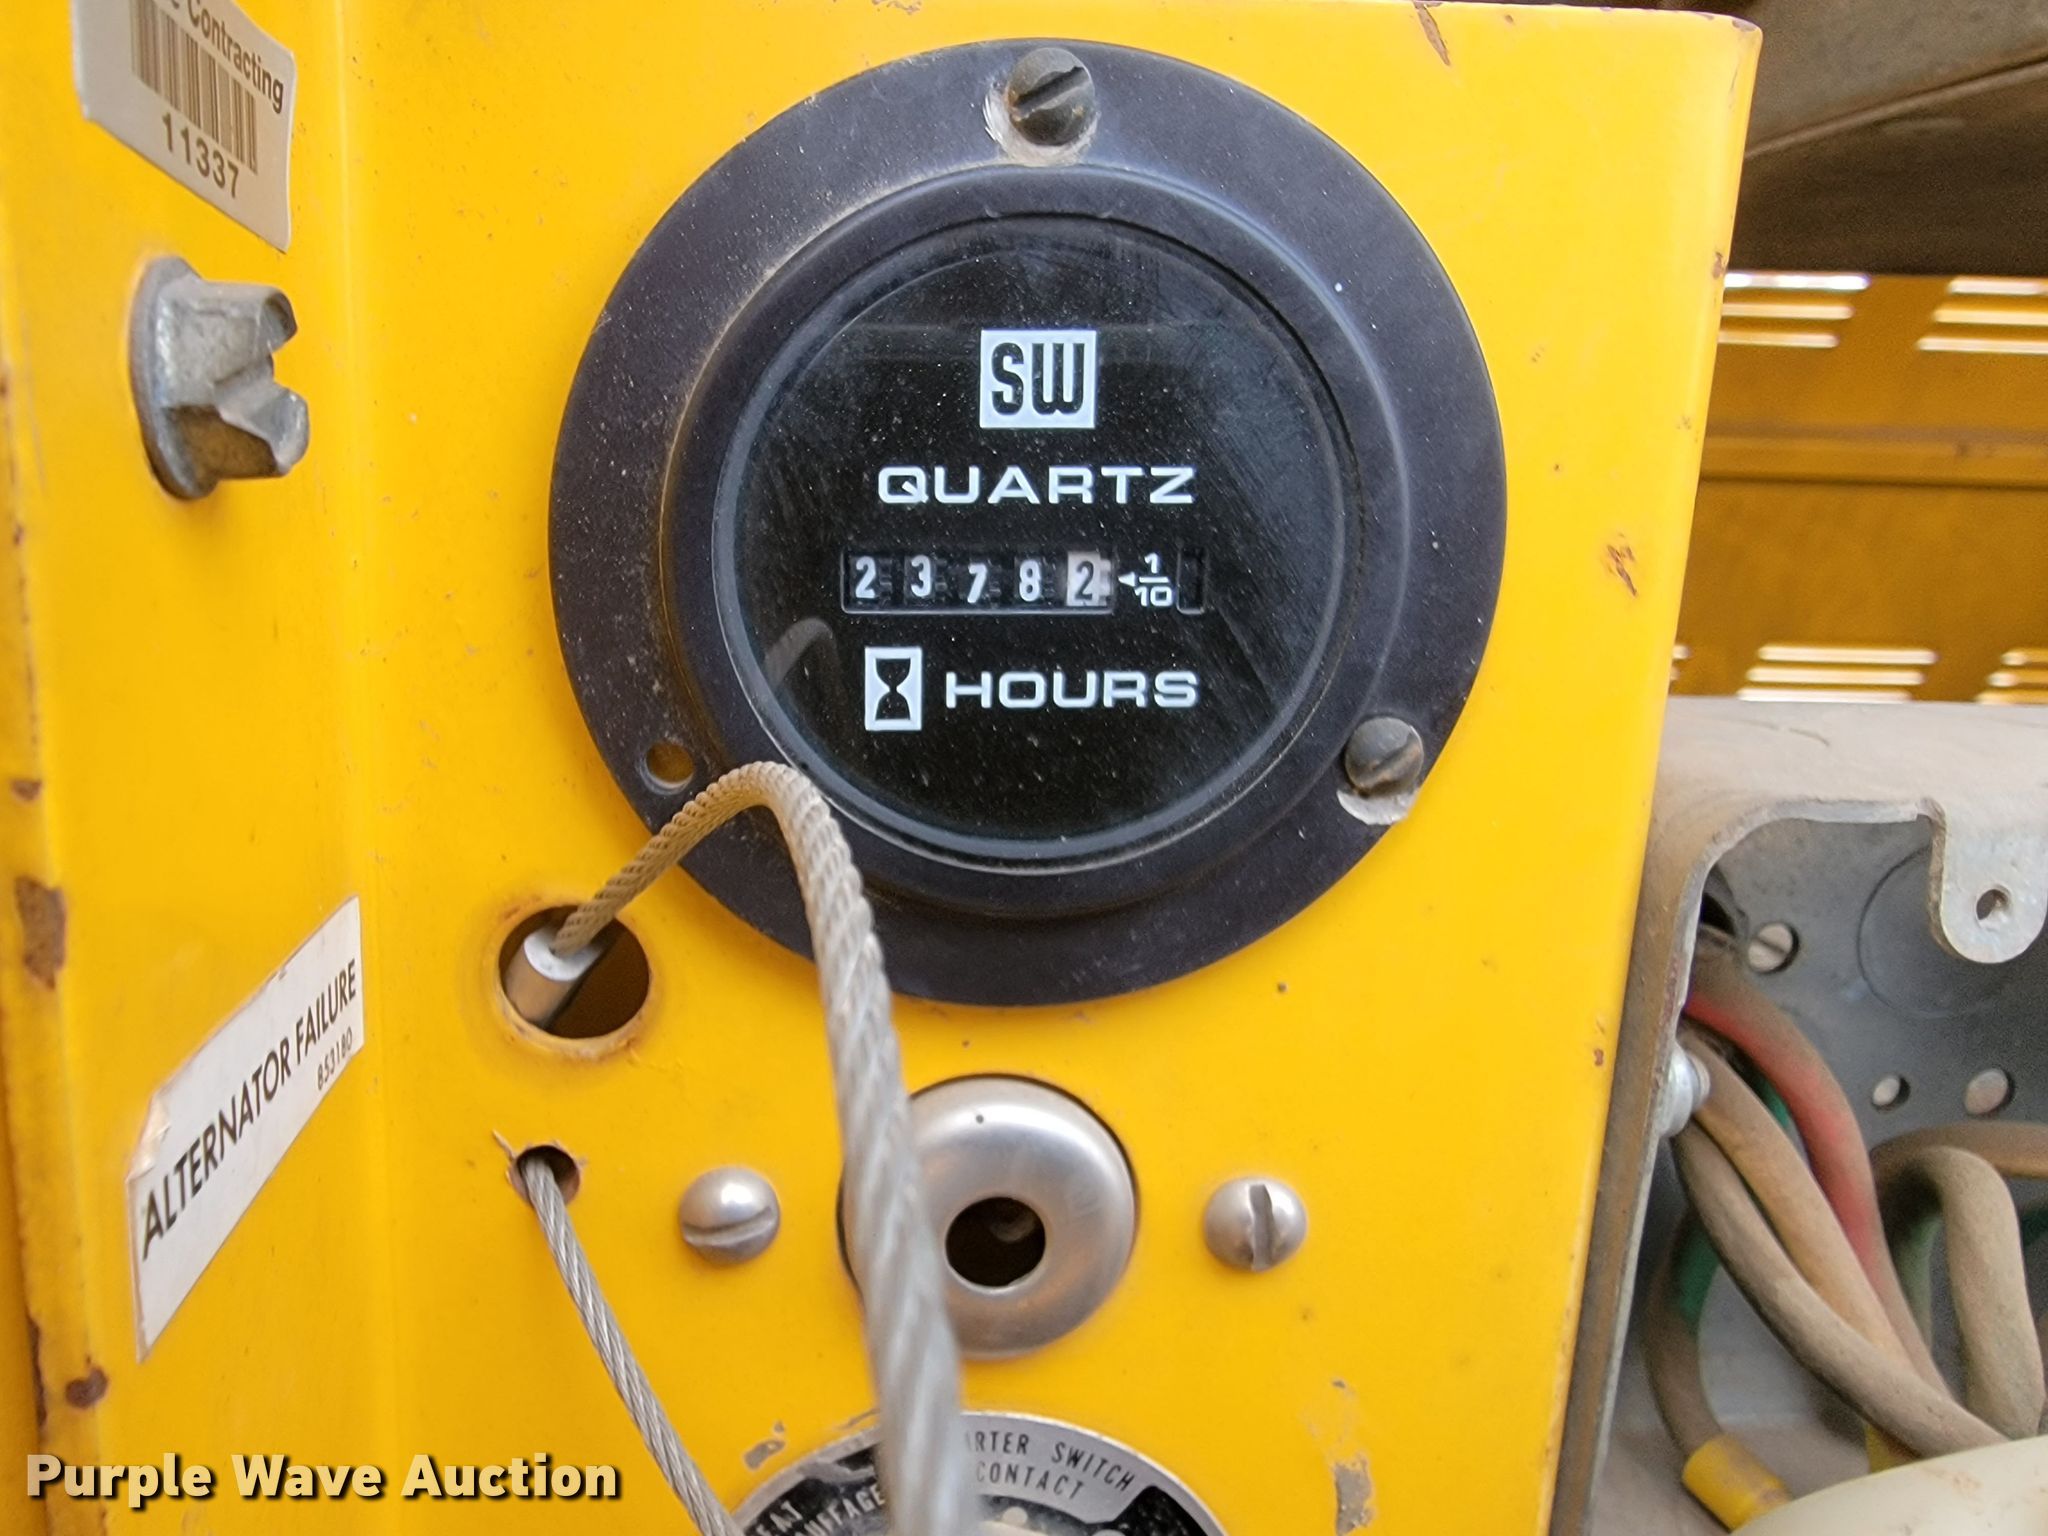 Contracting
11337
SW
QUARTZ
2 3 7 8 2 1/10
HOURS
ALTERNATOR FAILURE
853180
SWITCH
CONTACT
Purple Wave Auction